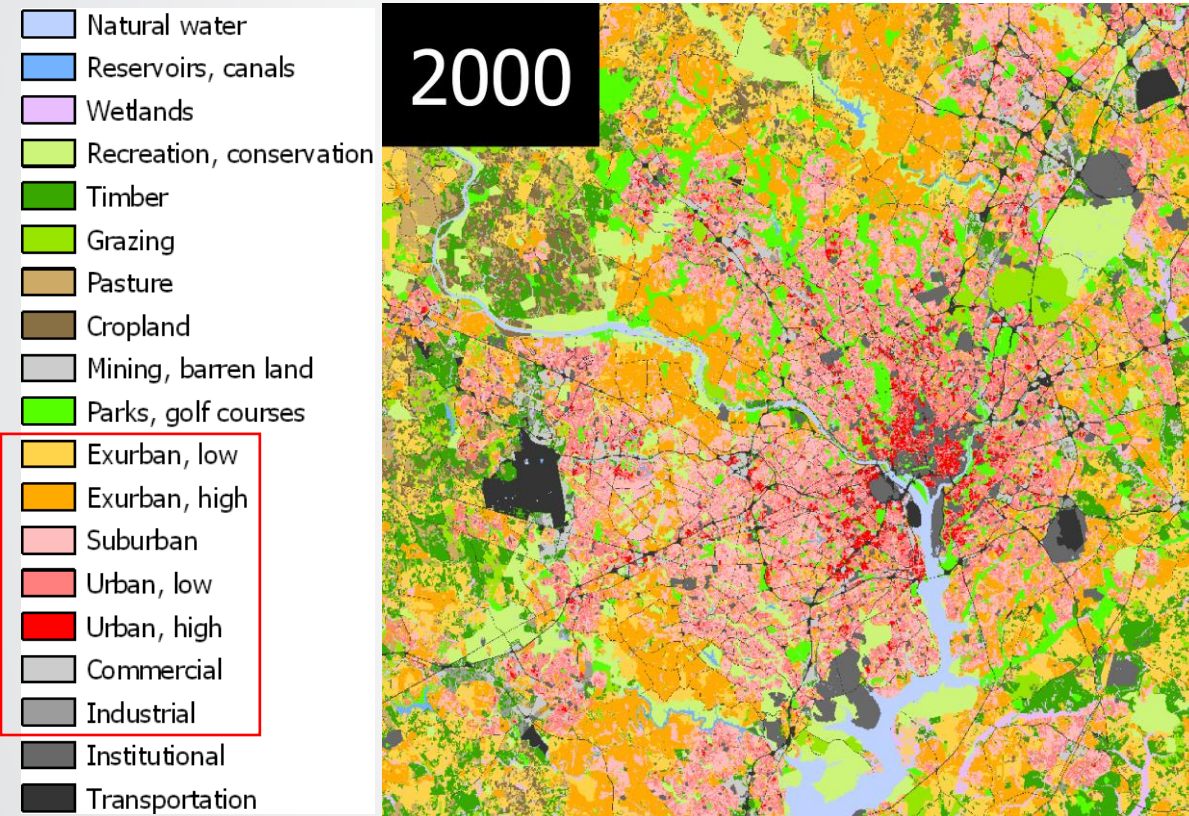 Natural water
Reservoirs, canals
Wetlands
Recreation, conservation
Timber
Grazing
Pasture
Cropland
Mining, barren land
Parks, golf courses
Exurban, low
Exurban, high
Suburban
Urban, low
Urban, high
Commercial
Industrial
Institutional
Transportation
2000